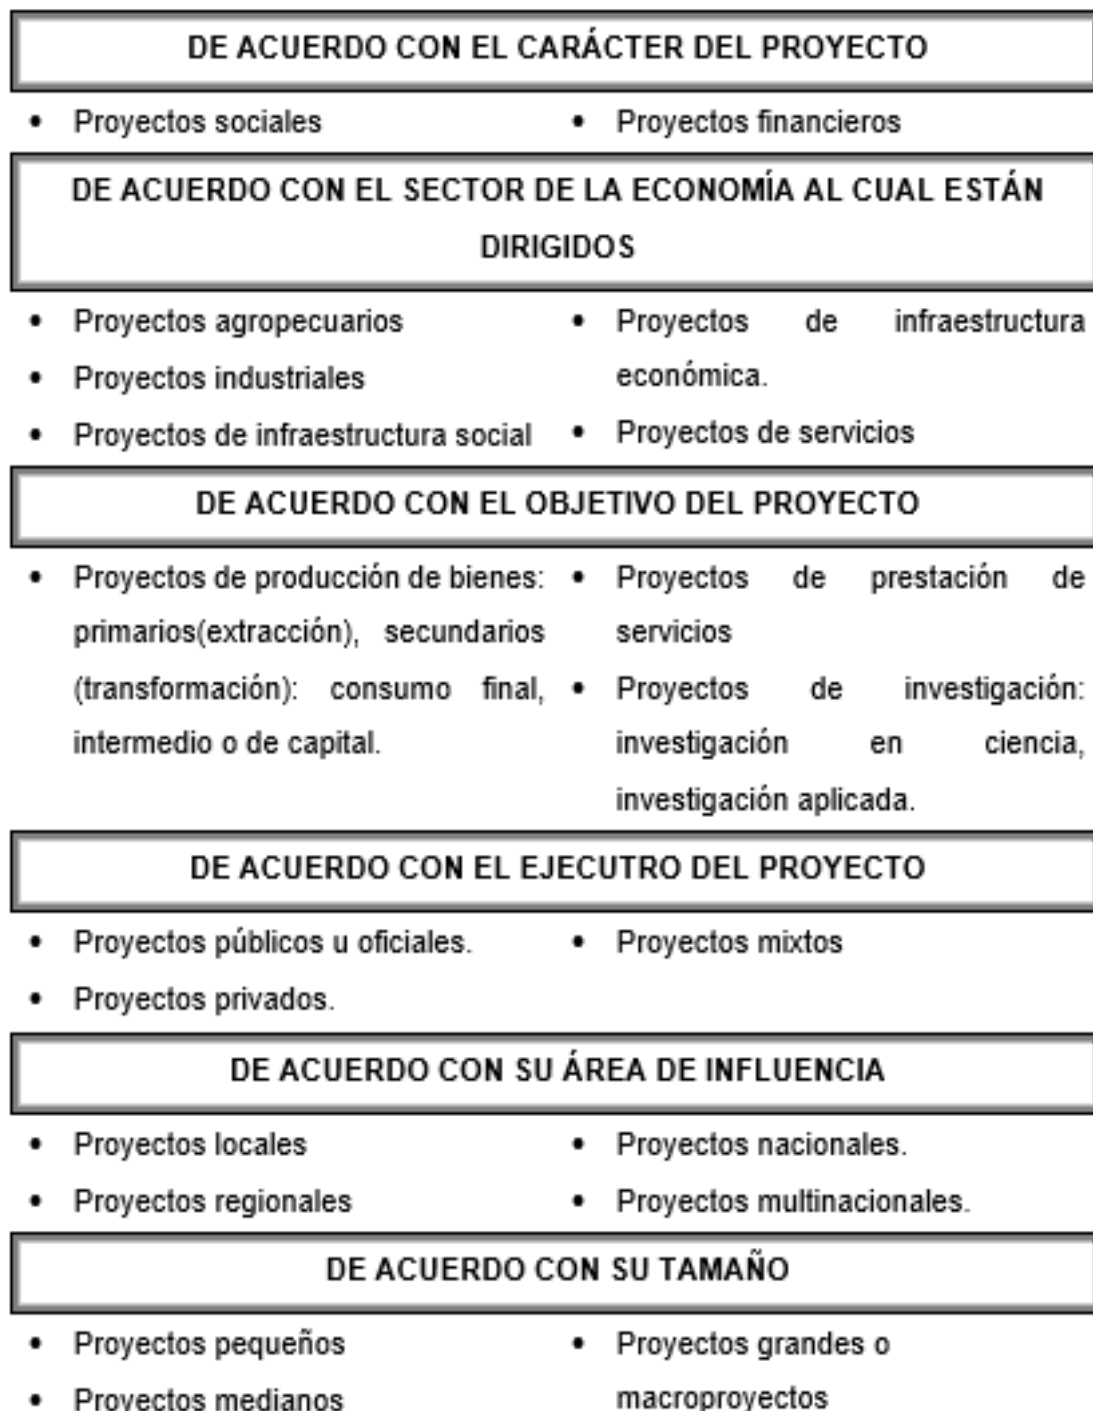 DE ACUERDO CON EL CARÁCTER DEL PROYECTO
• Proyectos sociales
• Proyectos financieros
DE ACUERDO CON EL SECTOR DE LA ECONOMÍA AL CUAL ESTÁN
DIRIGIDOS
• Proyectos agropecuarios
• Proyectos industriales
• Proyectos de infraestructura social
• Proyectos de infraestructura
económica.
• Proyectos de servicios
DE ACUERDO CON EL OBJETIVO DEL PROYECTO
• Proyectos de producción de bienes:
primarios(extracción), secundarios
(transformación): consumo final,
intermedio o de capital.
• Proyectos de prestación de
servicios
• Proyectos de investigación:
investigación en ciencia,
investigación aplicada.
DE ACUERDO CON EL EJECUTRO DEL PROYECTO
• Proyectos públicos u oficiales.
• Proyectos privados.
• Proyectos mixtos
DE ACUERDO CON SU ÁREA DE INFLUENCIA
• Proyectos locales
• Proyectos regionales
• Proyectos nacionales.
• Proyectos multinacionales.
DE ACUERDO CON SU TAMAÑO
• Proyectos pequeños
• Proyectos medianos
• Proyectos grandes o
macroproyectos